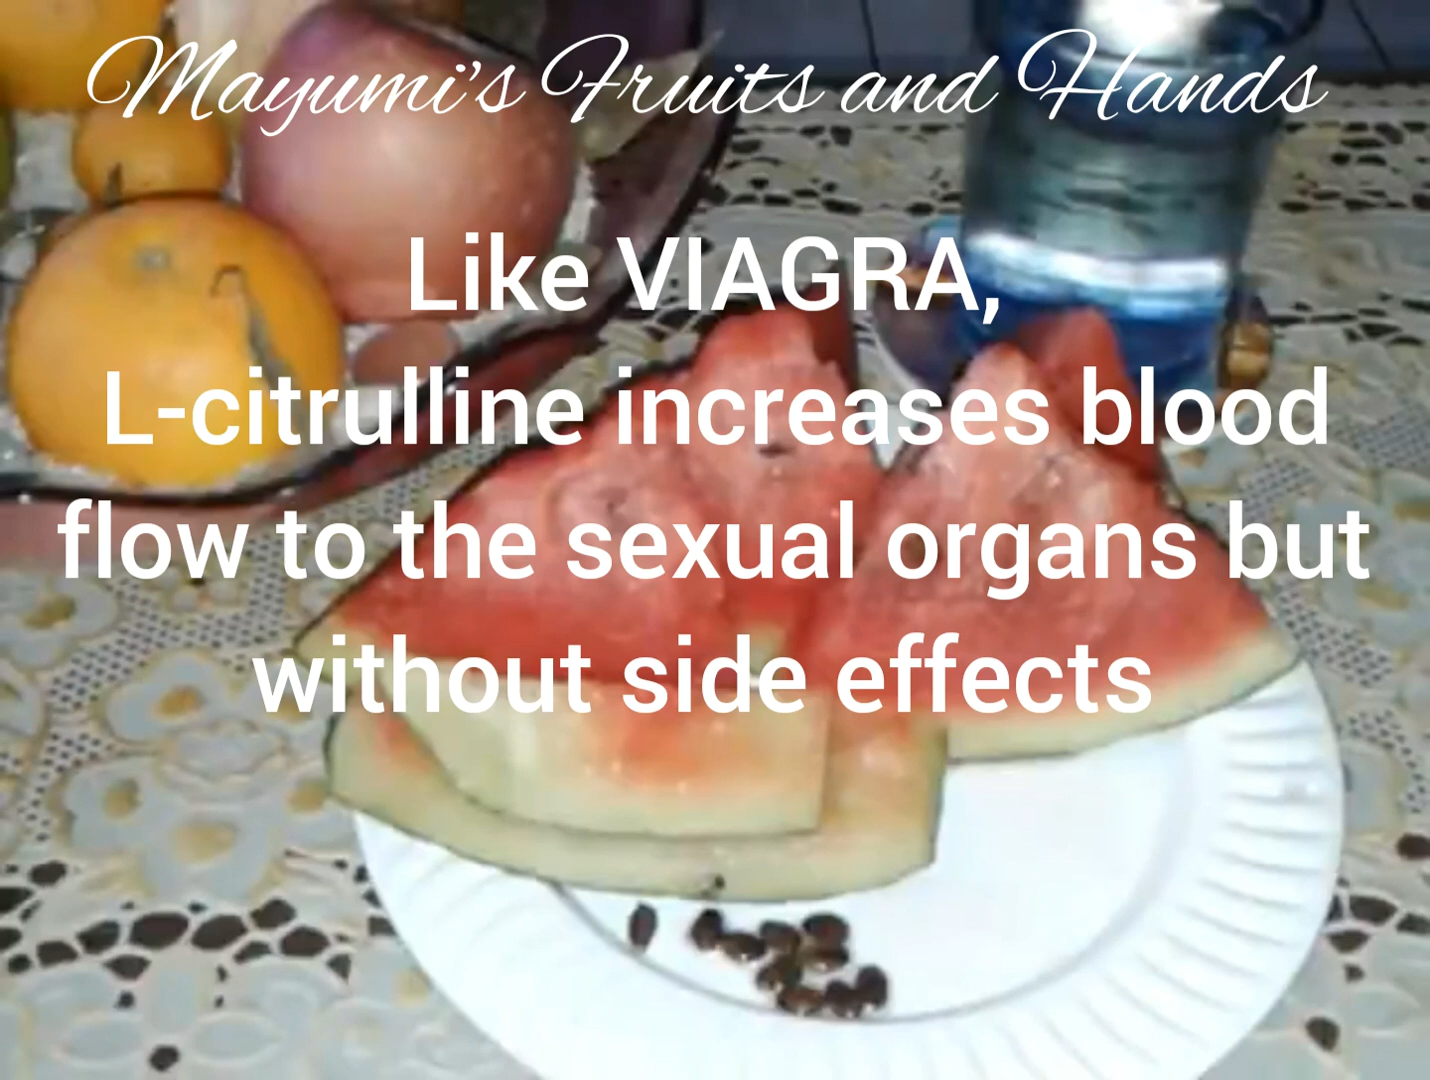 Mayumi's Fruits and Hands
Like VIAGRA,
L-citrulline increases blood
flow to the sexual organs but
without side effects